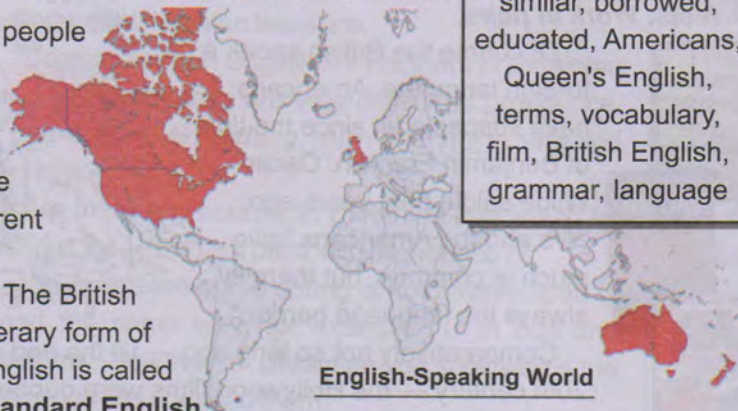 people
rent
The British
erary form of
nglish is called
andard English
English-Speaking World
similar, borrowed,
educated, Americans,
Queen's English,
terms, vocabulary,
film, British English,
grammar, language